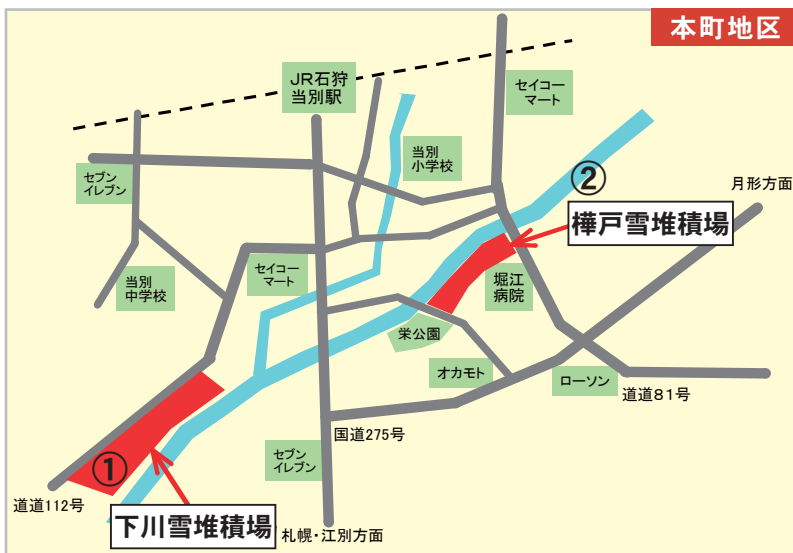 本町地区
JR石狩
当別駅
セイコー
マート
当別
小学校
セブン
イレブン
②
月形方面
樺戸雪堆積場
当別
中学校
セイコー
マート
堀江
病院
栄公園
オカモト
ローソン
道道81号
国道275号
セブン
イレブン
①
道道112号
下川雪堆積場
札幌・江別方面